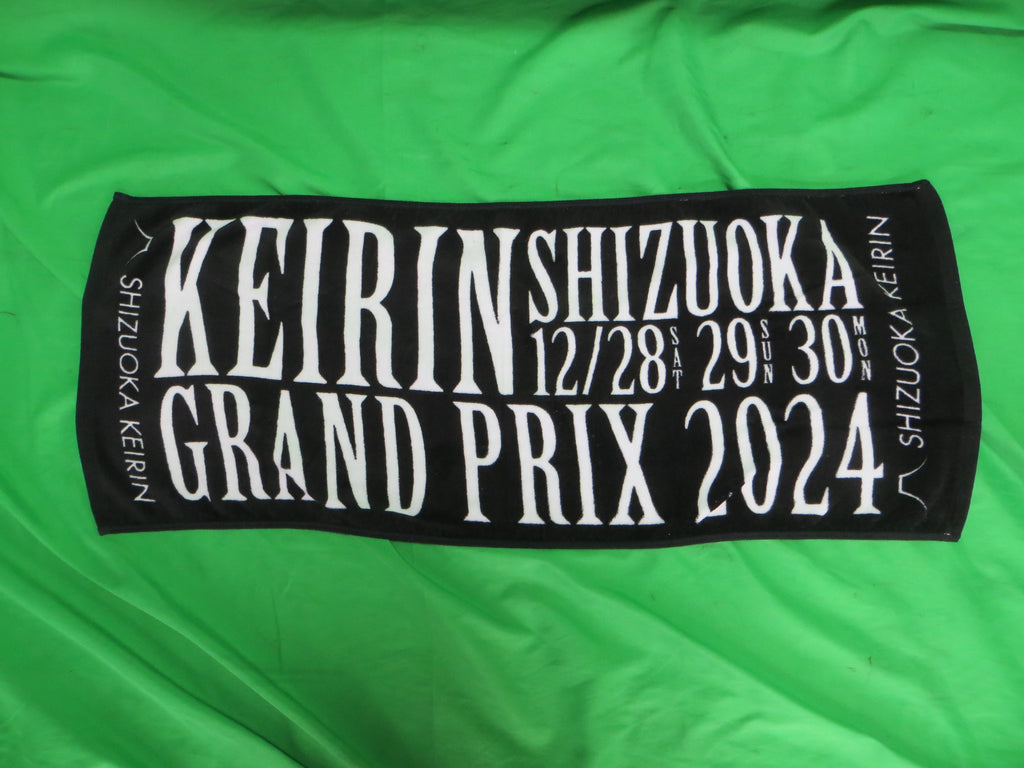 KEIRIN SHIZUOKA
12/28 SAT 29 SUN 30 MON
GRAND PRIX 2024
SHIZUOKA KEIRIN
SHIZUOKA KEIRIN